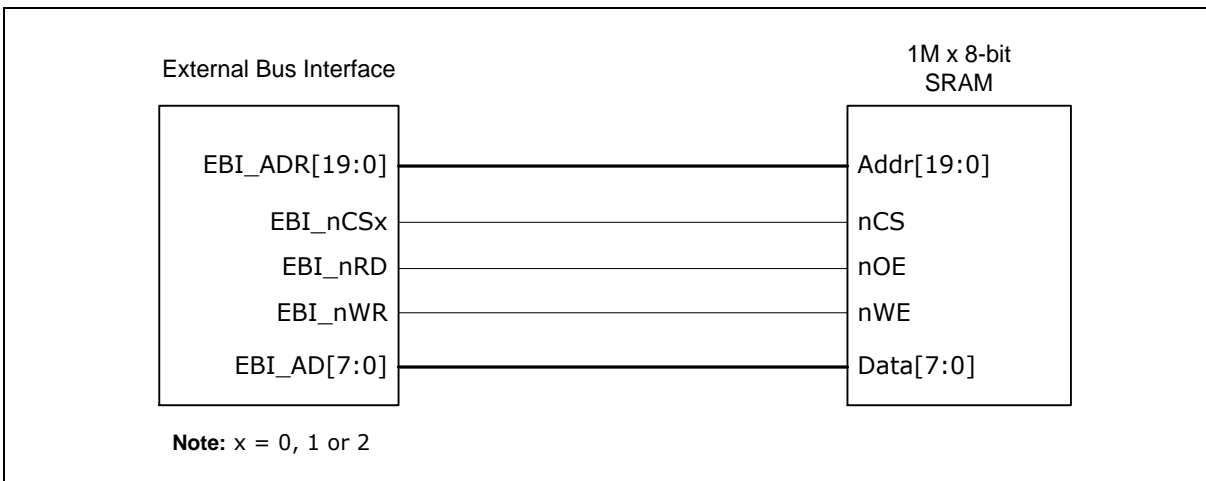 External Bus Interface
1M x 8-bit
SRAM
EBI_ADR[19:0]
Addr[19:0]
EBI_nCSx
nCS
EBI_nRD
nOE
EBI_nWR
nWE
EBI_AD[7:0]
Data[7:0]
Note: x = 0, 1 or 2